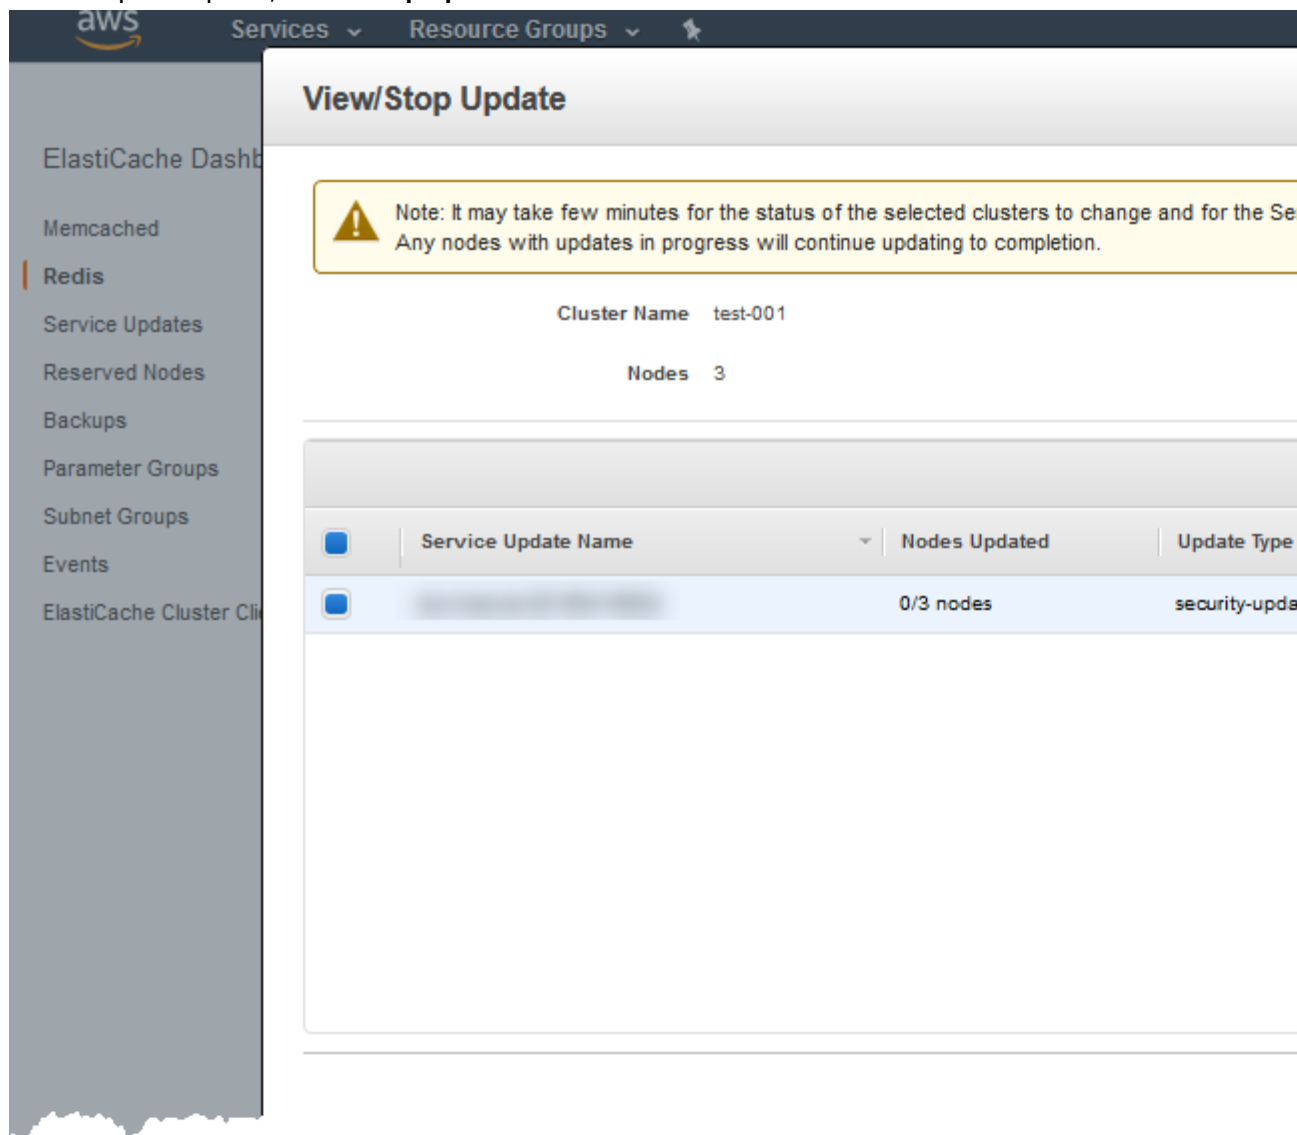 aws Services Resource Groups
View/Stop Update
ElastiCache Dashb
Memcached
Redis
Service Updates
Reserved Nodes
Backups
Parameter Groups
Subnet Groups
Events
ElastiCache Cluster Clie
Note: It may take few minutes for the status of the selected clusters to change and for the Se
Any nodes with updates in progress will continue updating to completion.
Cluster Name test-001
Nodes 3
Service Update Name Nodes Updated Update Type
0/3 nodes security-upda